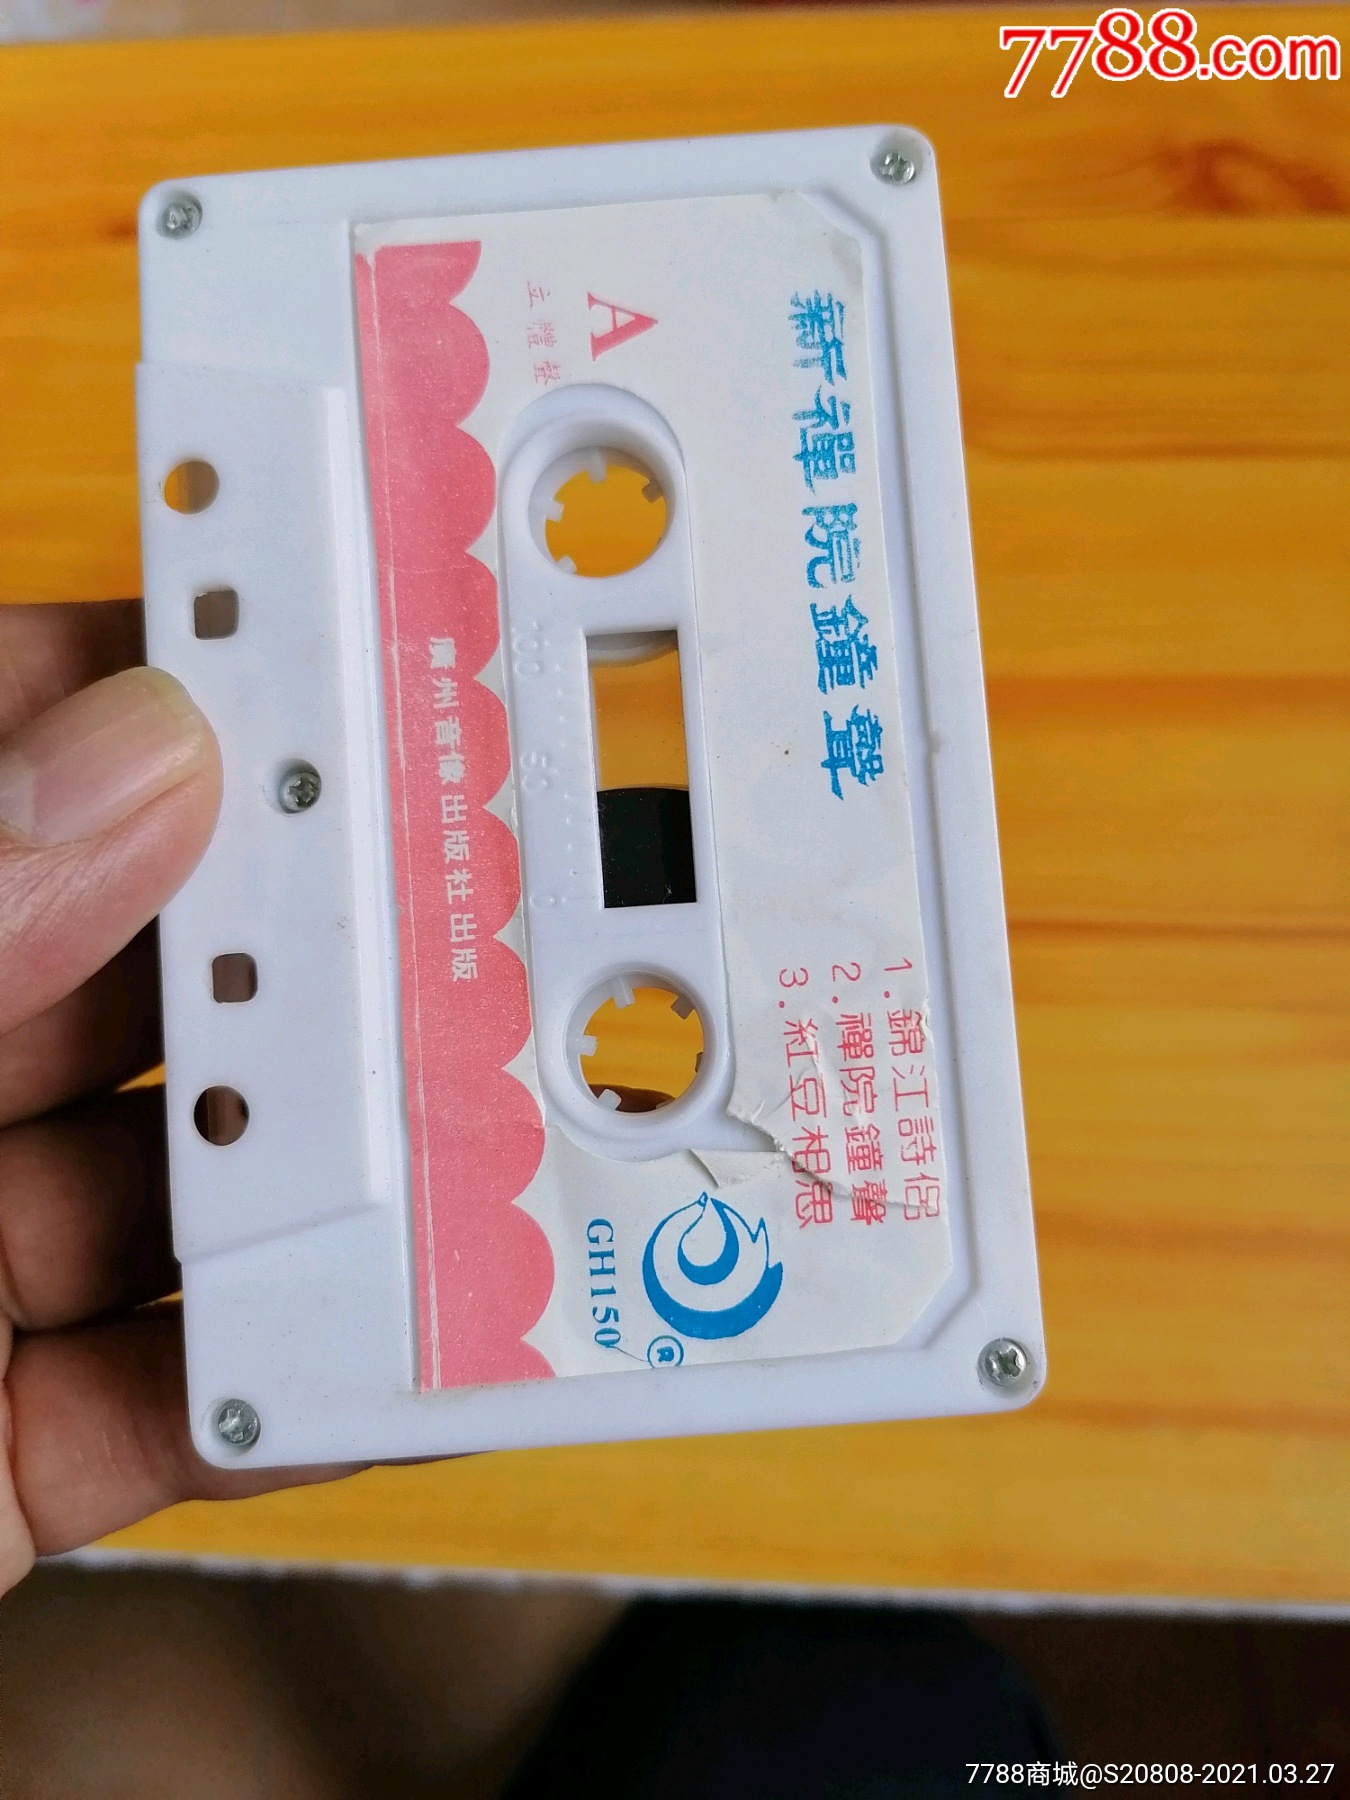 7788.com
新禪院鐘聲
A
立體聲
1.錦江詩侶
2.禪院鐘聲
3.紅豆相思
100 50 0
GH150
®
廣州音像出版社出版
7788商城@S20808-2021.03.27